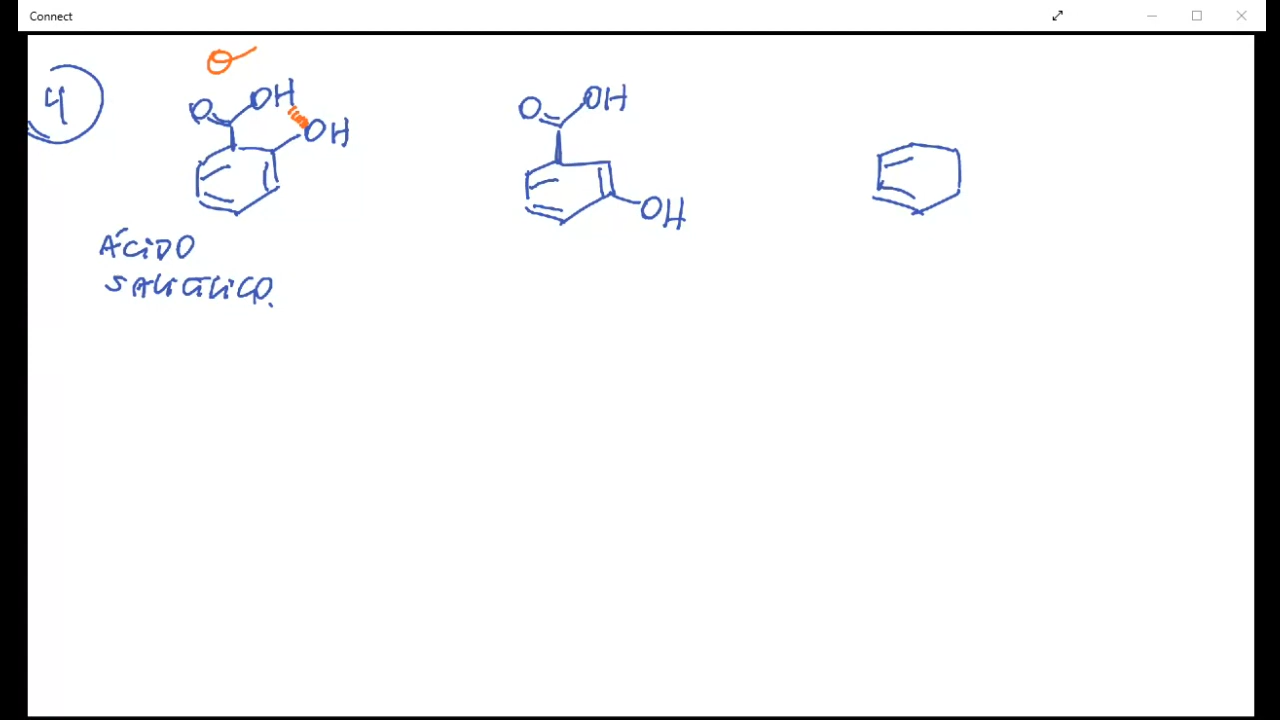 Connect
4
O OH
OH
ÁCIDO
SALICÍLICO.
O OH
OH